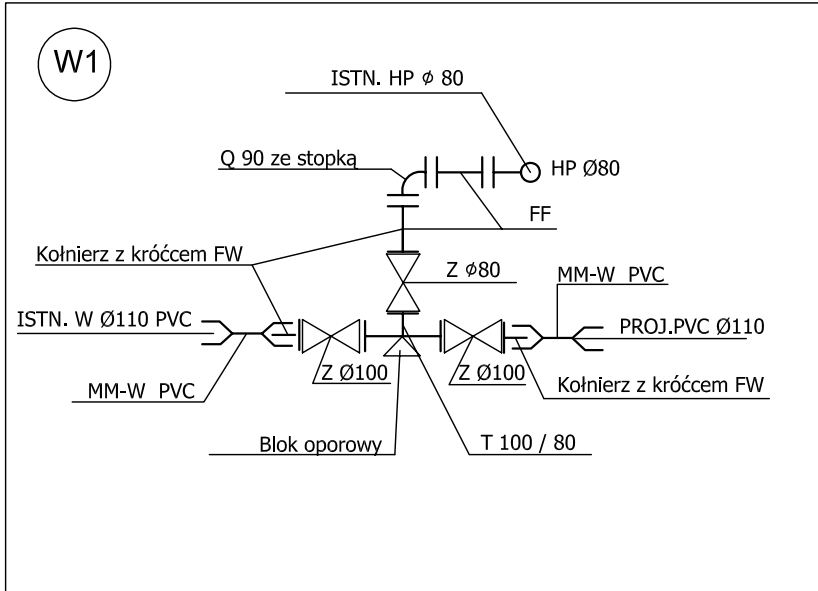 W1
ISTN. HP ϕ 80
Q 90 ze stopką
HP Ø80
FF
Kołnierz z króćcem FW
Z ϕ80
MM-W PVC
ISTN. W Ø110 PVC
PROJ.PVC Ø110
Z Ø100
Z Ø100
Kołnierz z króćcem FW
MM-W PVC
Blok oporowy
T 100 / 80